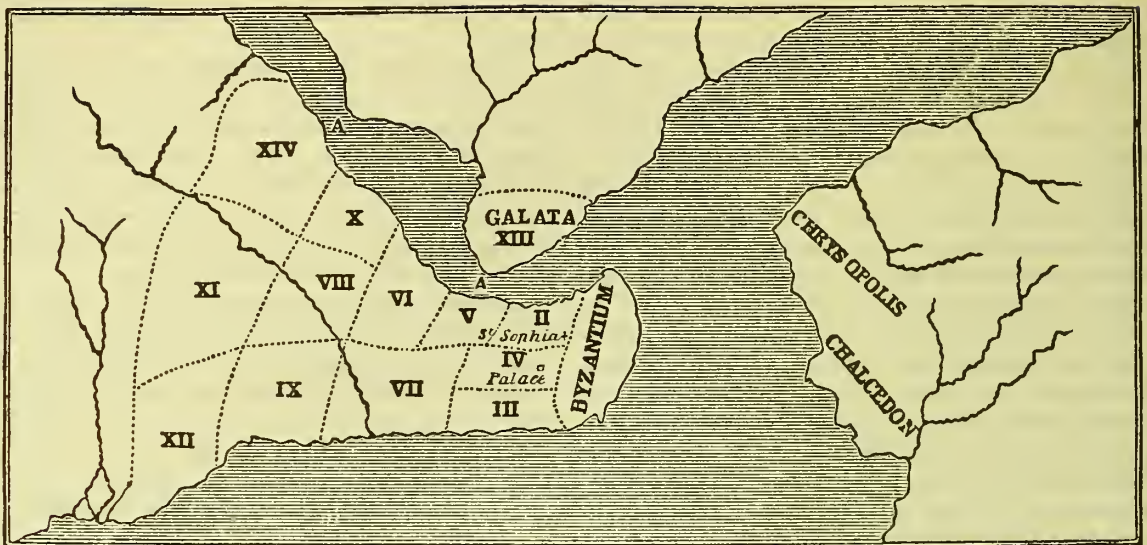 A
XIV
X
GALATA
XIII
CHRYSOPOLIS
XI
VIII
VI
A
V
II
St Sophia
IV
Palace
BYZANTIUM
CHALCEDON
IX
VII
III
XII